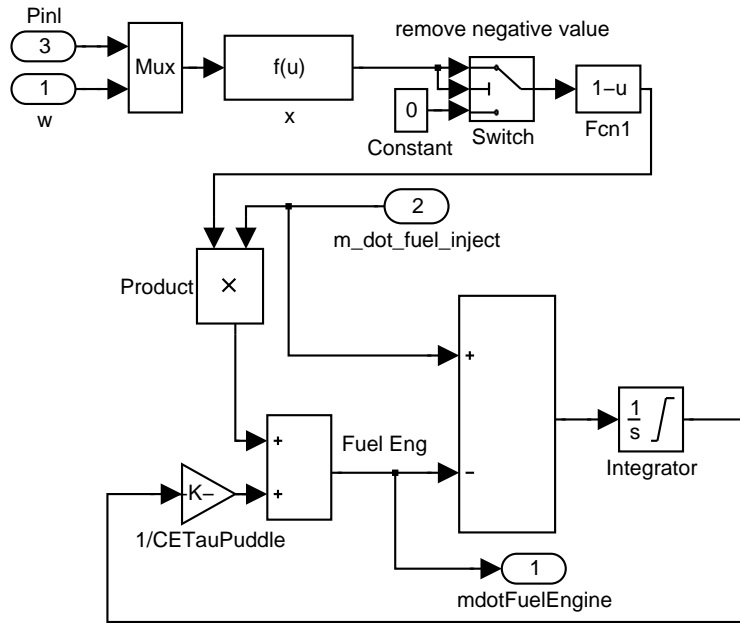 PinI
3
Mux
1
w
f(u)
x
remove negative value
0
Constant
Switch
1−u
Fcn1
2
m_dot_fuel_inject
Product
×
+
−
1
s
Integrator
Fuel Eng
+
+
-K-
1/CETauPuddle
1
mdotFuelEngine